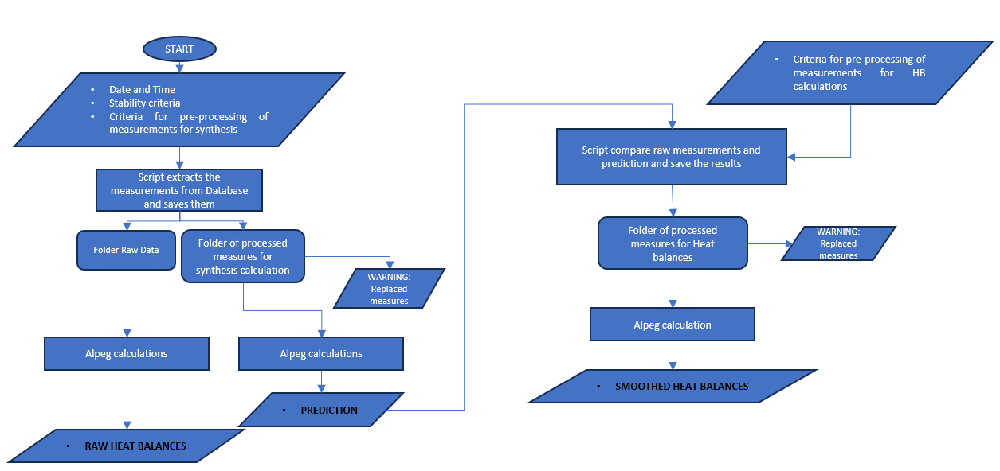 START
• Date and Time
• Stability criteria
• Criteria for pre-processing of
measurements for synthesis
Script extracts the
measurements from Database
and saves them
Folder Raw Data
Folder of processed
measures for
synthesis calculation
WARNING:
Replaced
measures
Alpeg calculations
Alpeg calculations
• PREDICTION
• RAW HEAT BALANCES
• Criteria for pre-processing of
measurements for HB
calculations
Script compare raw measurements and
prediction and save the results
Folder of processed
measures for Heat
balances
WARNING:
Replaced
measures
Alpeg calculation
• SMOOTHED HEAT BALANCES